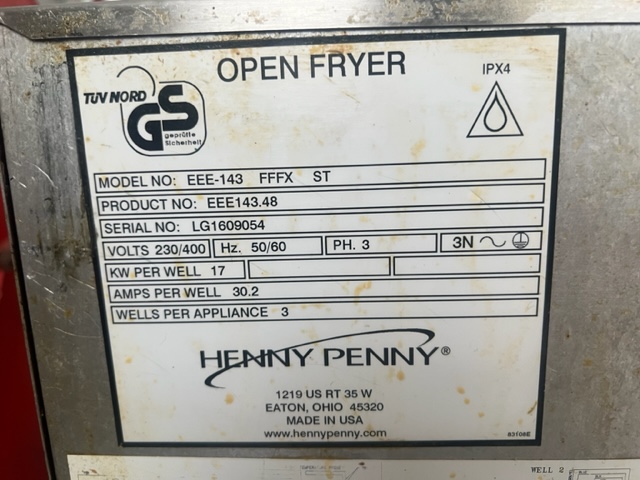 OPEN FRYER
IPX4
TÜV NORD
GS
geprüfte
Sicherheit
MODEL NO: EEE-143 FFFX ST
PRODUCT NO: EEE143.48
SERIAL NO: LG1609054
VOLTS 230/400 Hz. 50/60 PH. 3 3N
KW PER WELL 17
AMPS PER WELL 30.2
WELLS PER APPLIANCE 3
HENNY PENNY®
1219 US RT 35 W
EATON, OHIO 45320
MADE IN USA
www.hennypenny.com
WELL 2